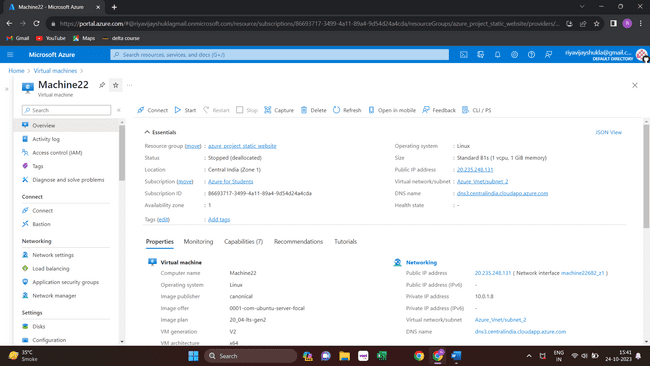 Machine22 - Microsoft Azure
https://portal.azure.com/#@riyavijayshuklagmail.onmicrosoft.com/resource/subscriptions/86693717-3499-4a11-89a4-9d54d24a4cda/resourceGroups/azure_project_static_website/providers/...
Gmail YouTube Maps delta course
Microsoft Azure
Search resources, services, and docs (G+/)
riyavijayshukla@gmail.c...
DEFAULT DIRECTORY
Home > Virtual machines >
Machine22
Virtual machine
Search
Connect Start Restart Stop Capture Delete Refresh Open in mobile Feedback CLI / PS
Overview
Activity log
Access control (IAM)
Tags
Diagnose and solve problems
Connect
Connect
Bastion
Networking
Network settings
Load balancing
Application security groups
Network manager
Settings
Disks
Configuration
Essentials
JSON View
Resource group (move) : azure_project_static_website
Status : Stopped (deallocated)
Location : Central India (Zone 1)
Subscription (move) : Azure for Students
Subscription ID : 86693717-3499-4a11-89a4-9d54d24a4cda
Availability zone : 1
Tags (edit) : Add tags
Operating system : Linux
Size : Standard B1s (1 vcpu, 1 GiB memory)
Public IP address : 20.235.248.131
Virtual network/subnet : Azure_Vnet/subnet_2
DNS name : dns3.centralindia.cloudapp.azure.com
Health state : -
Properties Monitoring Capabilities (7) Recommendations Tutorials
Virtual machine
Computer name Machine22
Operating system Linux
Image publisher canonical
Image offer 0001-com-ubuntu-server-focal
Image plan 20_04-lts-gen2
VM generation V2
VM architecture x64
Networking
Public IP address 20.235.248.131 ( Network interface machine22682_z1 )
Public IP address (IPv6) -
Private IP address 10.0.1.8
Private IP address (IPv6) -
Virtual network/subnet Azure_Vnet/subnet_2
DNS name dns3.centralindia.cloudapp.azure.com
35°C
Smoke
Search
ENG
IN
15:41
24-10-2023